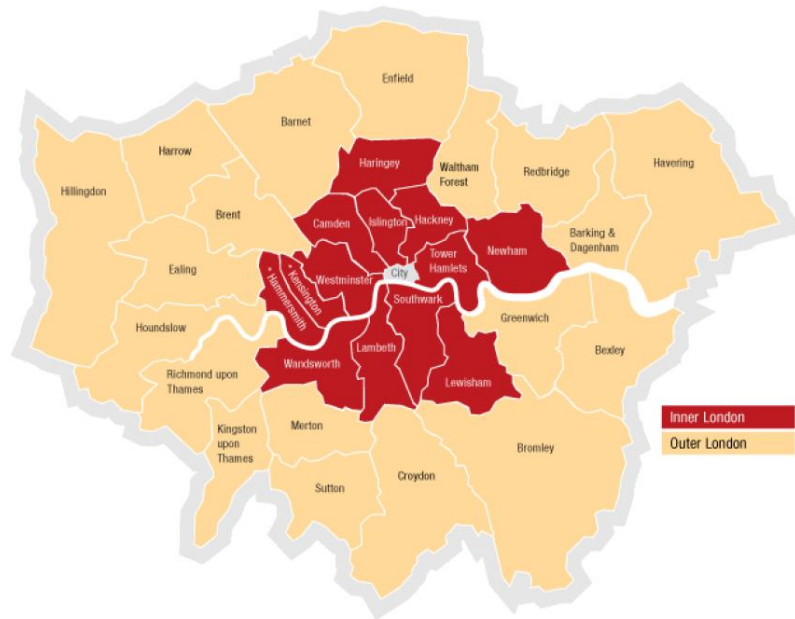 Enfield
Barnet
Harrow
Haringey
Waltham
Forest
Redbridge
Havering
Hillingdon
Brent
Camden
Islington
Hackney
Newham
Barking &
Dagenham
Ealing
* Hammersmith
* Kensington
Westminster
City
Tower
Hamlets
Southwark
Hounslow
Greenwich
Bexley
Richmond upon
Thames
Wandsworth
Lambeth
Lewisham
Kingston
upon
Thames
Merton
Sutton
Croydon
Bromley
Inner London
Outer London